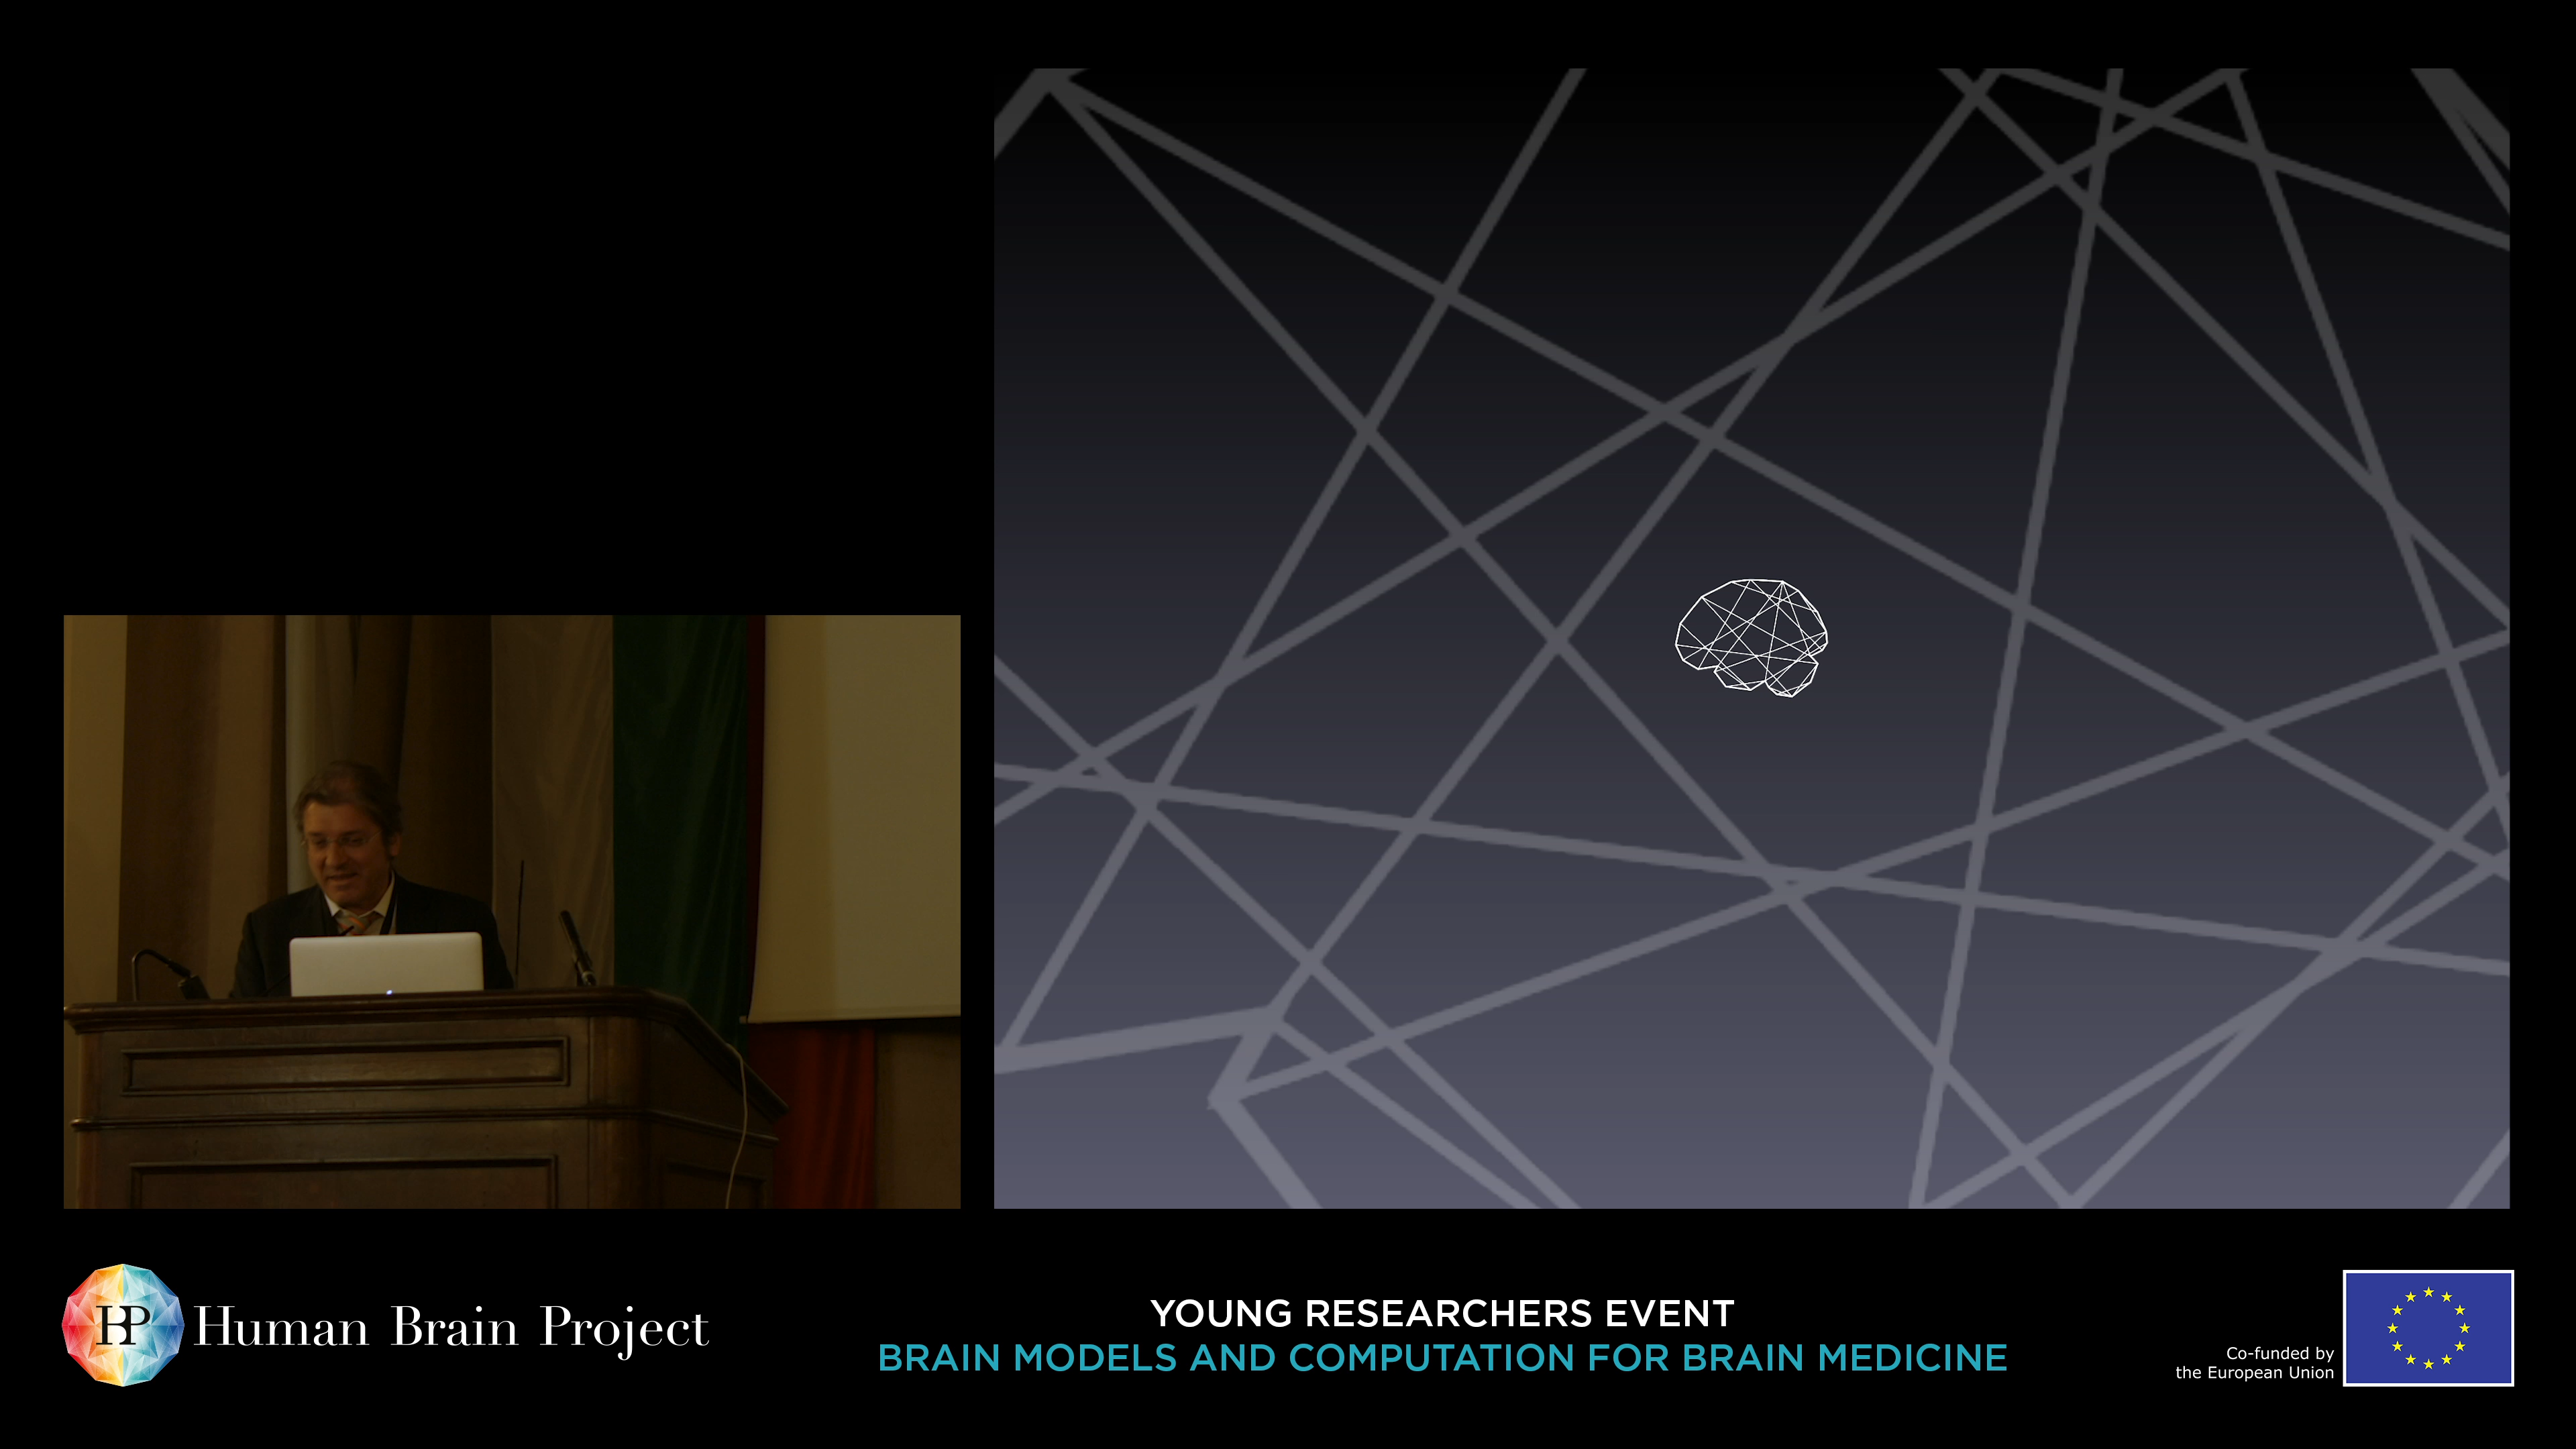 HBP Human Brain Project
YOUNG RESEARCHERS EVENT
BRAIN MODELS AND COMPUTATION FOR BRAIN MEDICINE
Co-funded by
the European Union